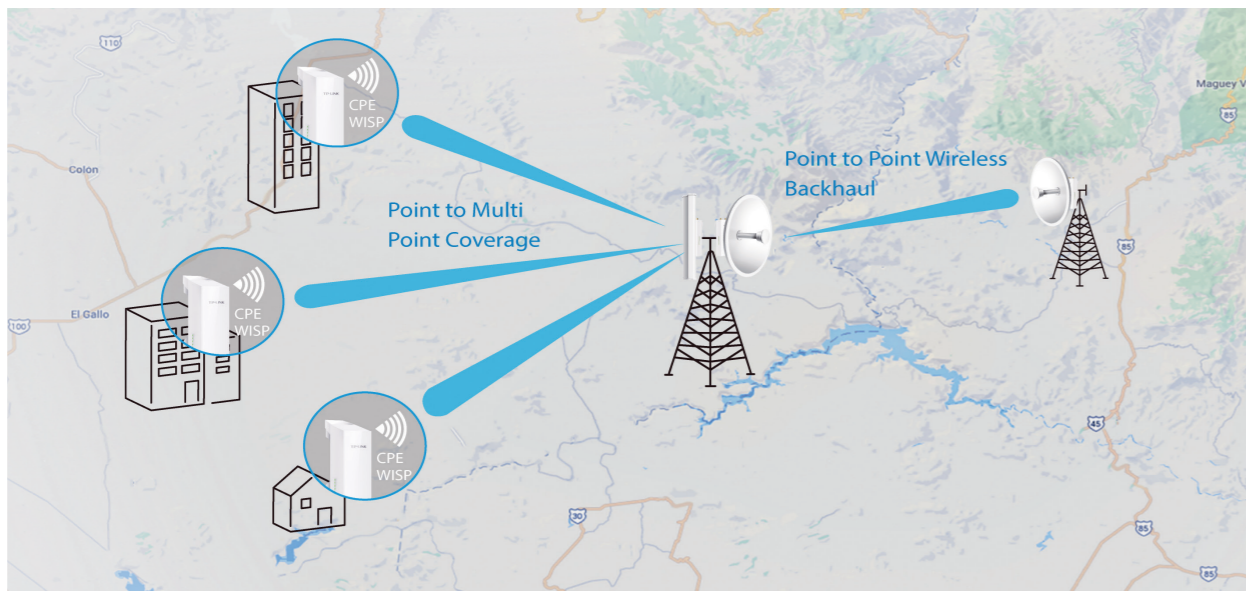 110
CPE
WISP
Maguey V
85
Colon
Point to Point Wireless
Backhaul
Point to Multi
Point Coverage
85
CPE
WISP
El Gallo
100
45
CPE
WISP
30
85
85